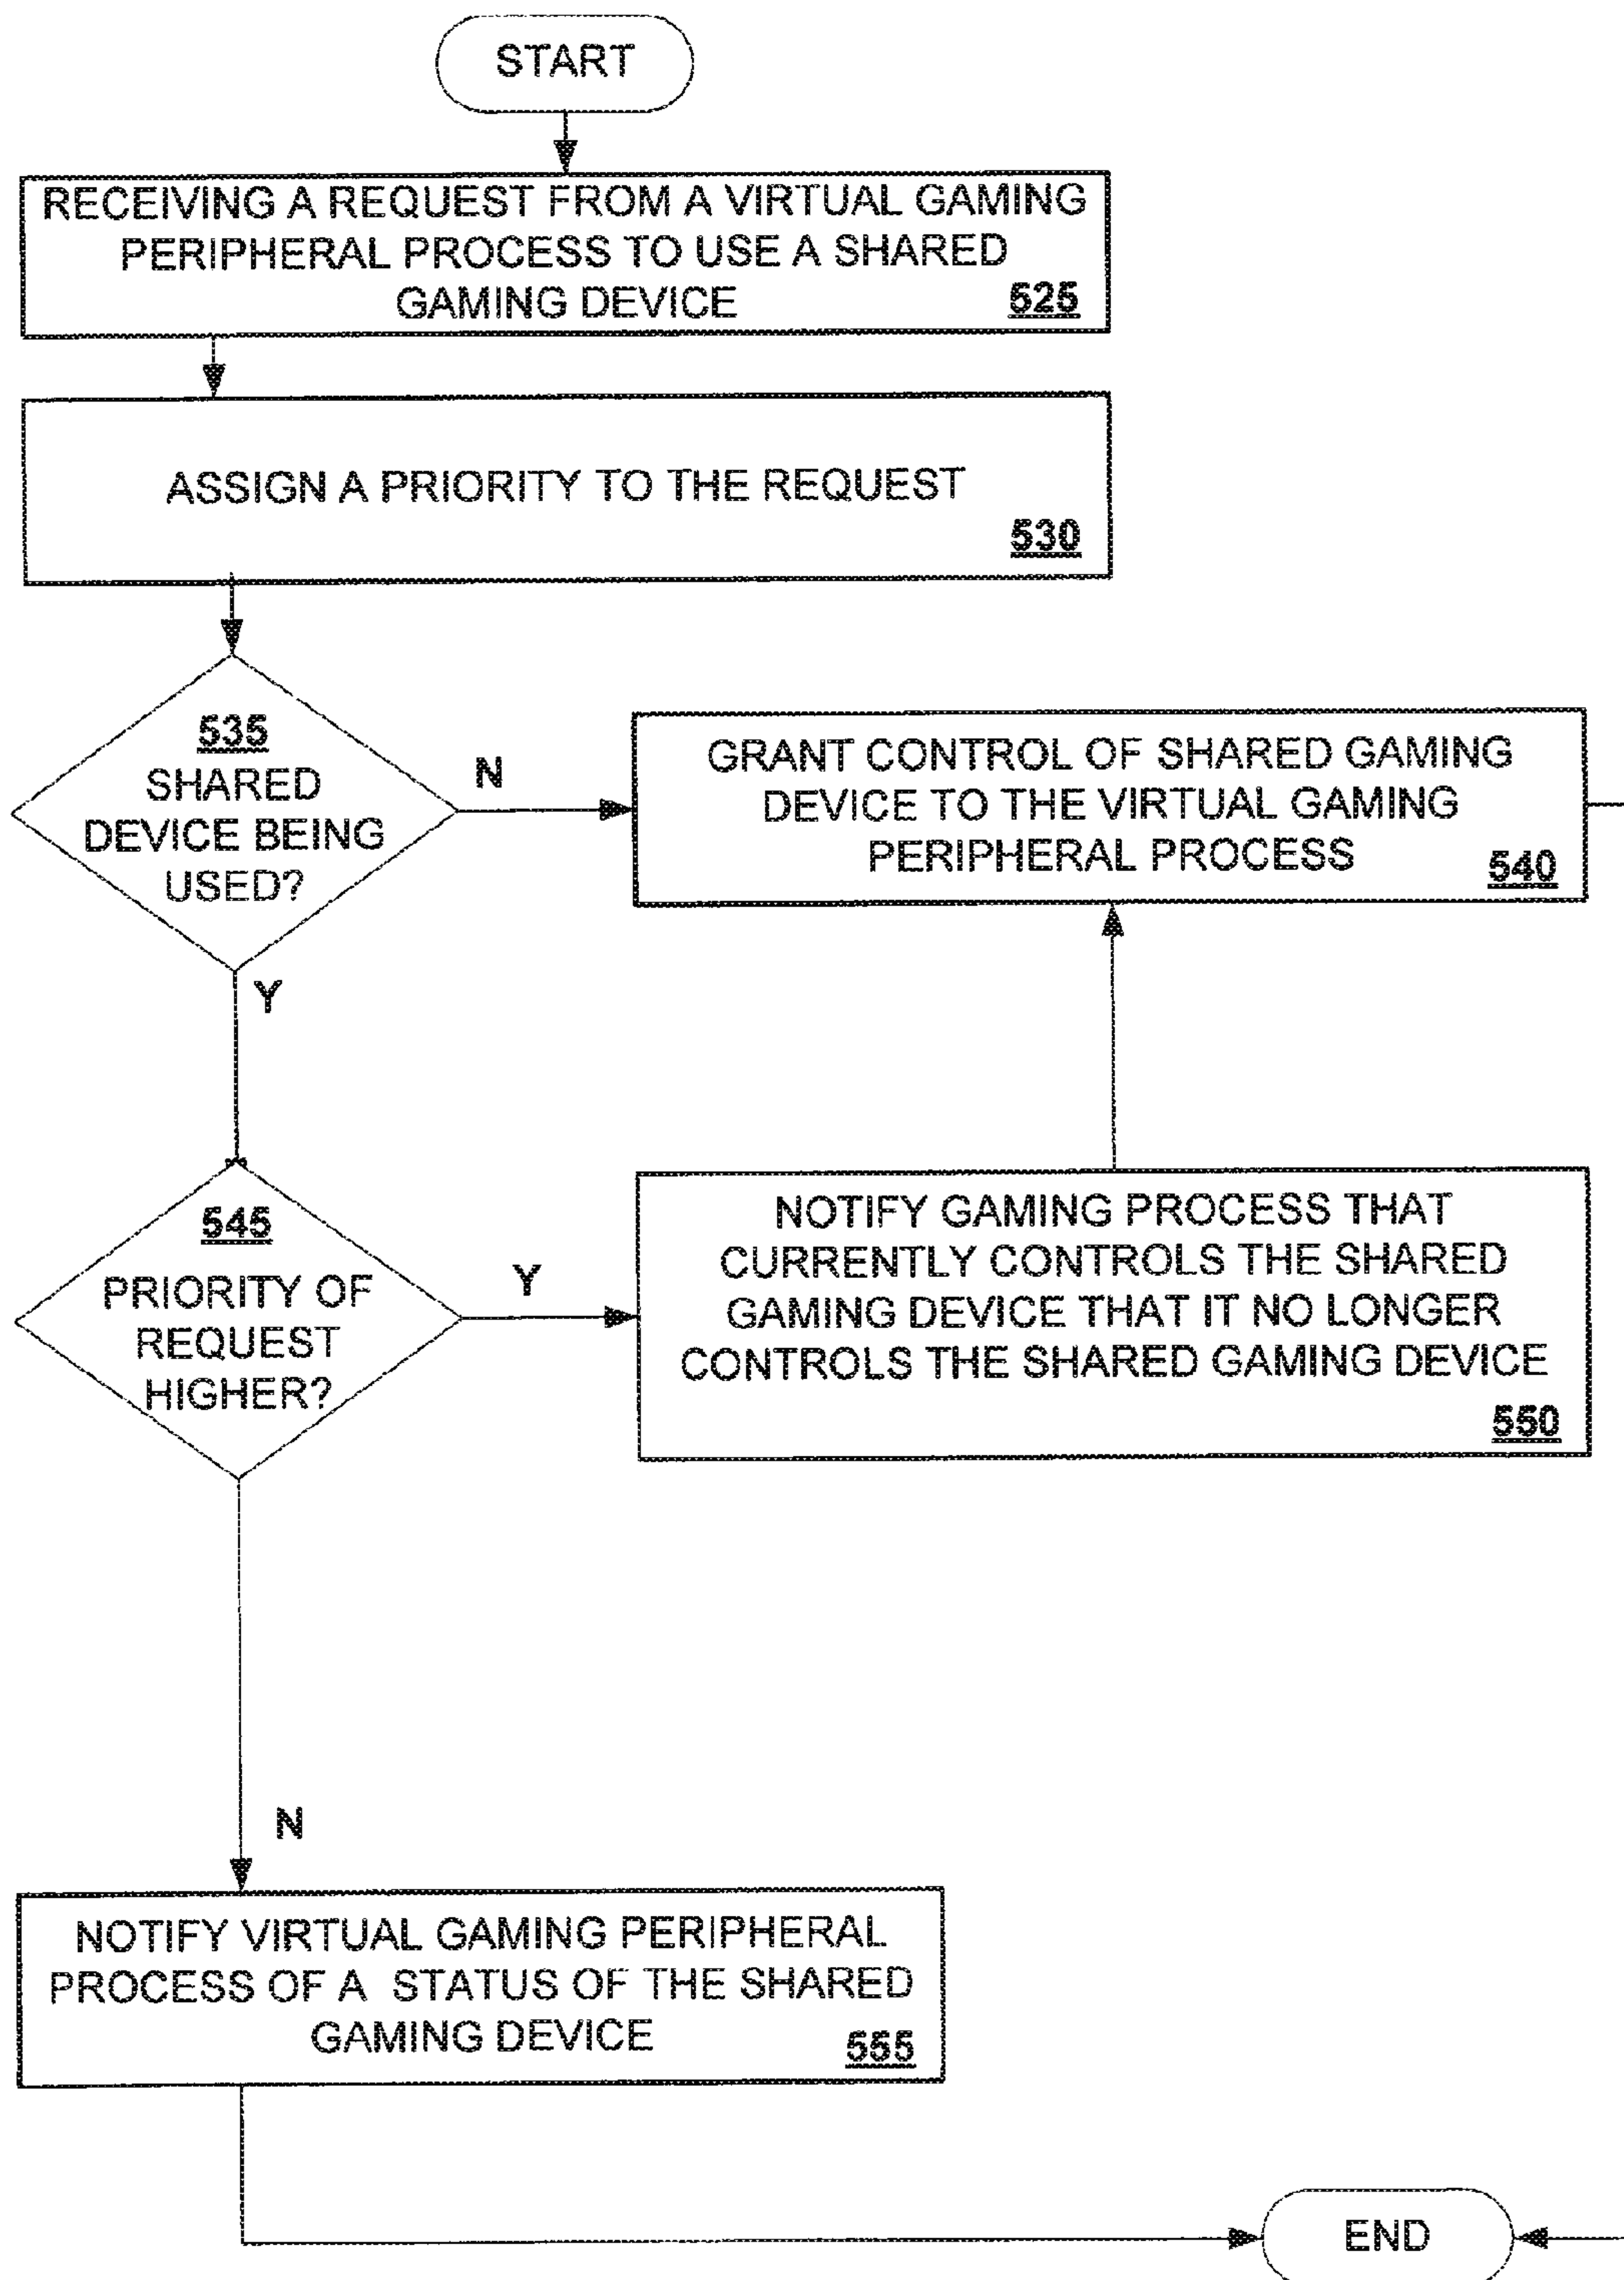 START
RECEIVING A REQUEST FROM A VIRTUAL GAMING
PERIPHERAL PROCESS TO USE A SHARED
GAMING DEVICE
525
ASSIGN A PRIORITY TO THE REQUEST
530
535
SHARED
DEVICE BEING
USED?
N
GRANT CONTROL OF SHARED GAMING
DEVICE TO THE VIRTUAL GAMING
PERIPHERAL PROCESS
540
Y
545
PRIORITY OF
REQUEST
HIGHER?
Y
NOTIFY GAMING PROCESS THAT
CURRENTLY CONTROLS THE SHARED
GAMING DEVICE THAT IT NO LONGER
CONTROLS THE SHARED GAMING DEVICE
550
N
NOTIFY VIRTUAL GAMING PERIPHERAL
PROCESS OF A STATUS OF THE SHARED
GAMING DEVICE
555
END